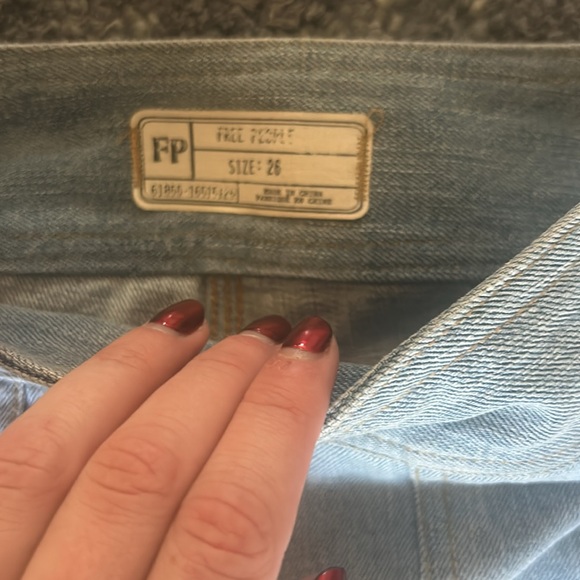 FP
FREE PEOPLE
SIZE: 26
MADE IN CHINA
FABRIQUÉ EN CHINE